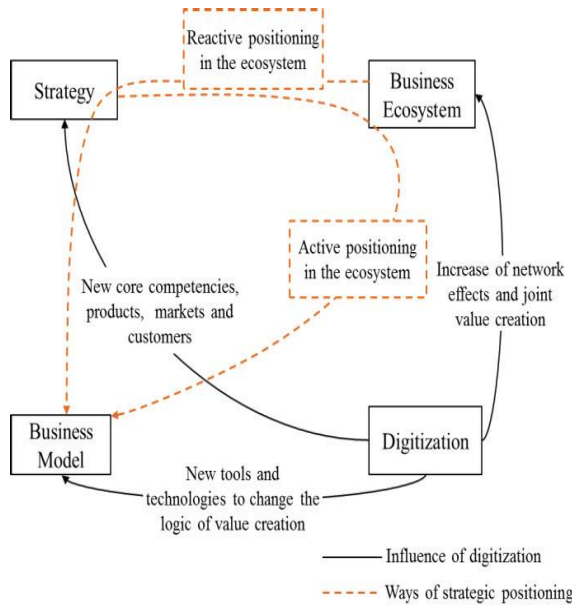 Reactive positioning
in the ecosystem
Strategy
Business
Ecosystem
Active positioning
in the ecosystem
Increase of network
effects and joint
value creation
New core competencies,
products, markets and
customers
Business
Model
Digitization
New tools and
technologies to change the
logic of value creation
Influence of digitization
Ways of strategic positioning